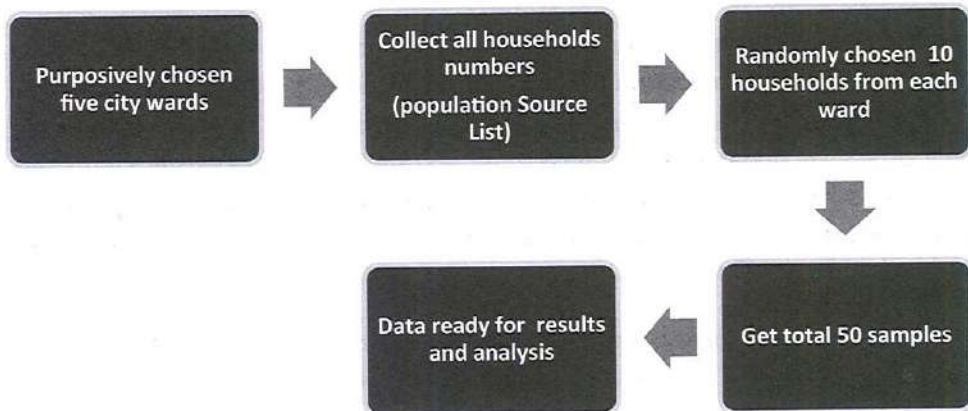 Purposively chosen
five city wards
Collect all households
numbers
(population Source
List)
Randomly chosen 10
households from each
ward
Get total 50 samples
Data ready for results
and analysis